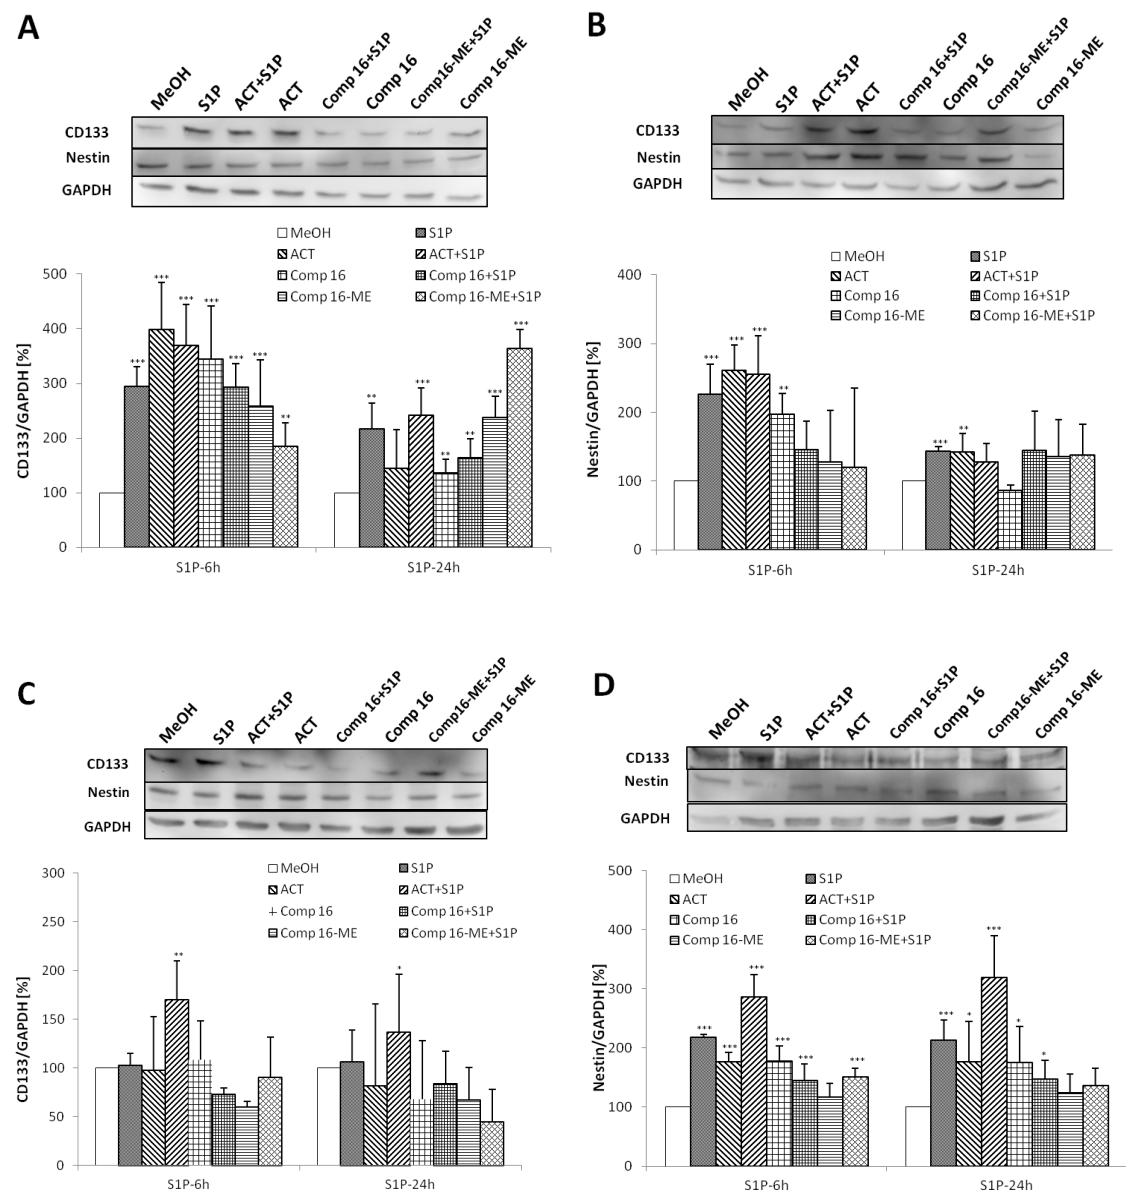 A
MeOH S1P ACT+S1P ACT Comp 16+S1P Comp 16 Comp16-ME+S1P Comp 16-ME
CD133
Nestin
GAPDH
MeOH S1P
ACT ACT+S1P
Comp 16 Comp 16+S1P
Comp 16-ME Comp 16-ME+S1P
CD133/GAPDH [%]
500
400
300
200
100
0
*** *** *** *** *** *** **
** *** ** ** *** ***
S1P-6h S1P-24h
B
MeOH S1P ACT+S1P ACT Comp 16+S1P Comp 16 Comp16-ME+S1P Comp 16-ME
CD133
Nestin
GAPDH
MeOH S1P
ACT ACT+S1P
Comp 16 Comp 16+S1P
Comp 16-ME Comp 16-ME+S1P
Nestin/GAPDH [%]
400
300
200
100
0
*** *** *** **
*** **
S1P-6h S1P-24h
C
MeOH S1P ACT+S1P ACT Comp 16+S1P Comp 16 Comp16-ME+S1P Comp 16-ME
CD133
Nestin
GAPDH
MeOH S1P
ACT ACT+S1P
Comp 16 Comp 16+S1P
Comp 16-ME Comp 16-ME+S1P
CD133/GAPDH [%]
300
250
200
150
100
50
0
** *
S1P-6h S1P-24h
D
MeOH S1P ACT+S1P ACT Comp 16+S1P Comp 16 Comp16-ME+S1P Comp 16-ME
CD133
Nestin
GAPDH
MeOH S1P
ACT ACT+S1P
Comp 16 Comp 16+S1P
Comp 16-ME Comp 16-ME+S1P
Nestin/GAPDH [%]
500
400
300
200
100
0
*** *** *** *** *** ***
*** * *** * *
S1P-6h S1P-24h